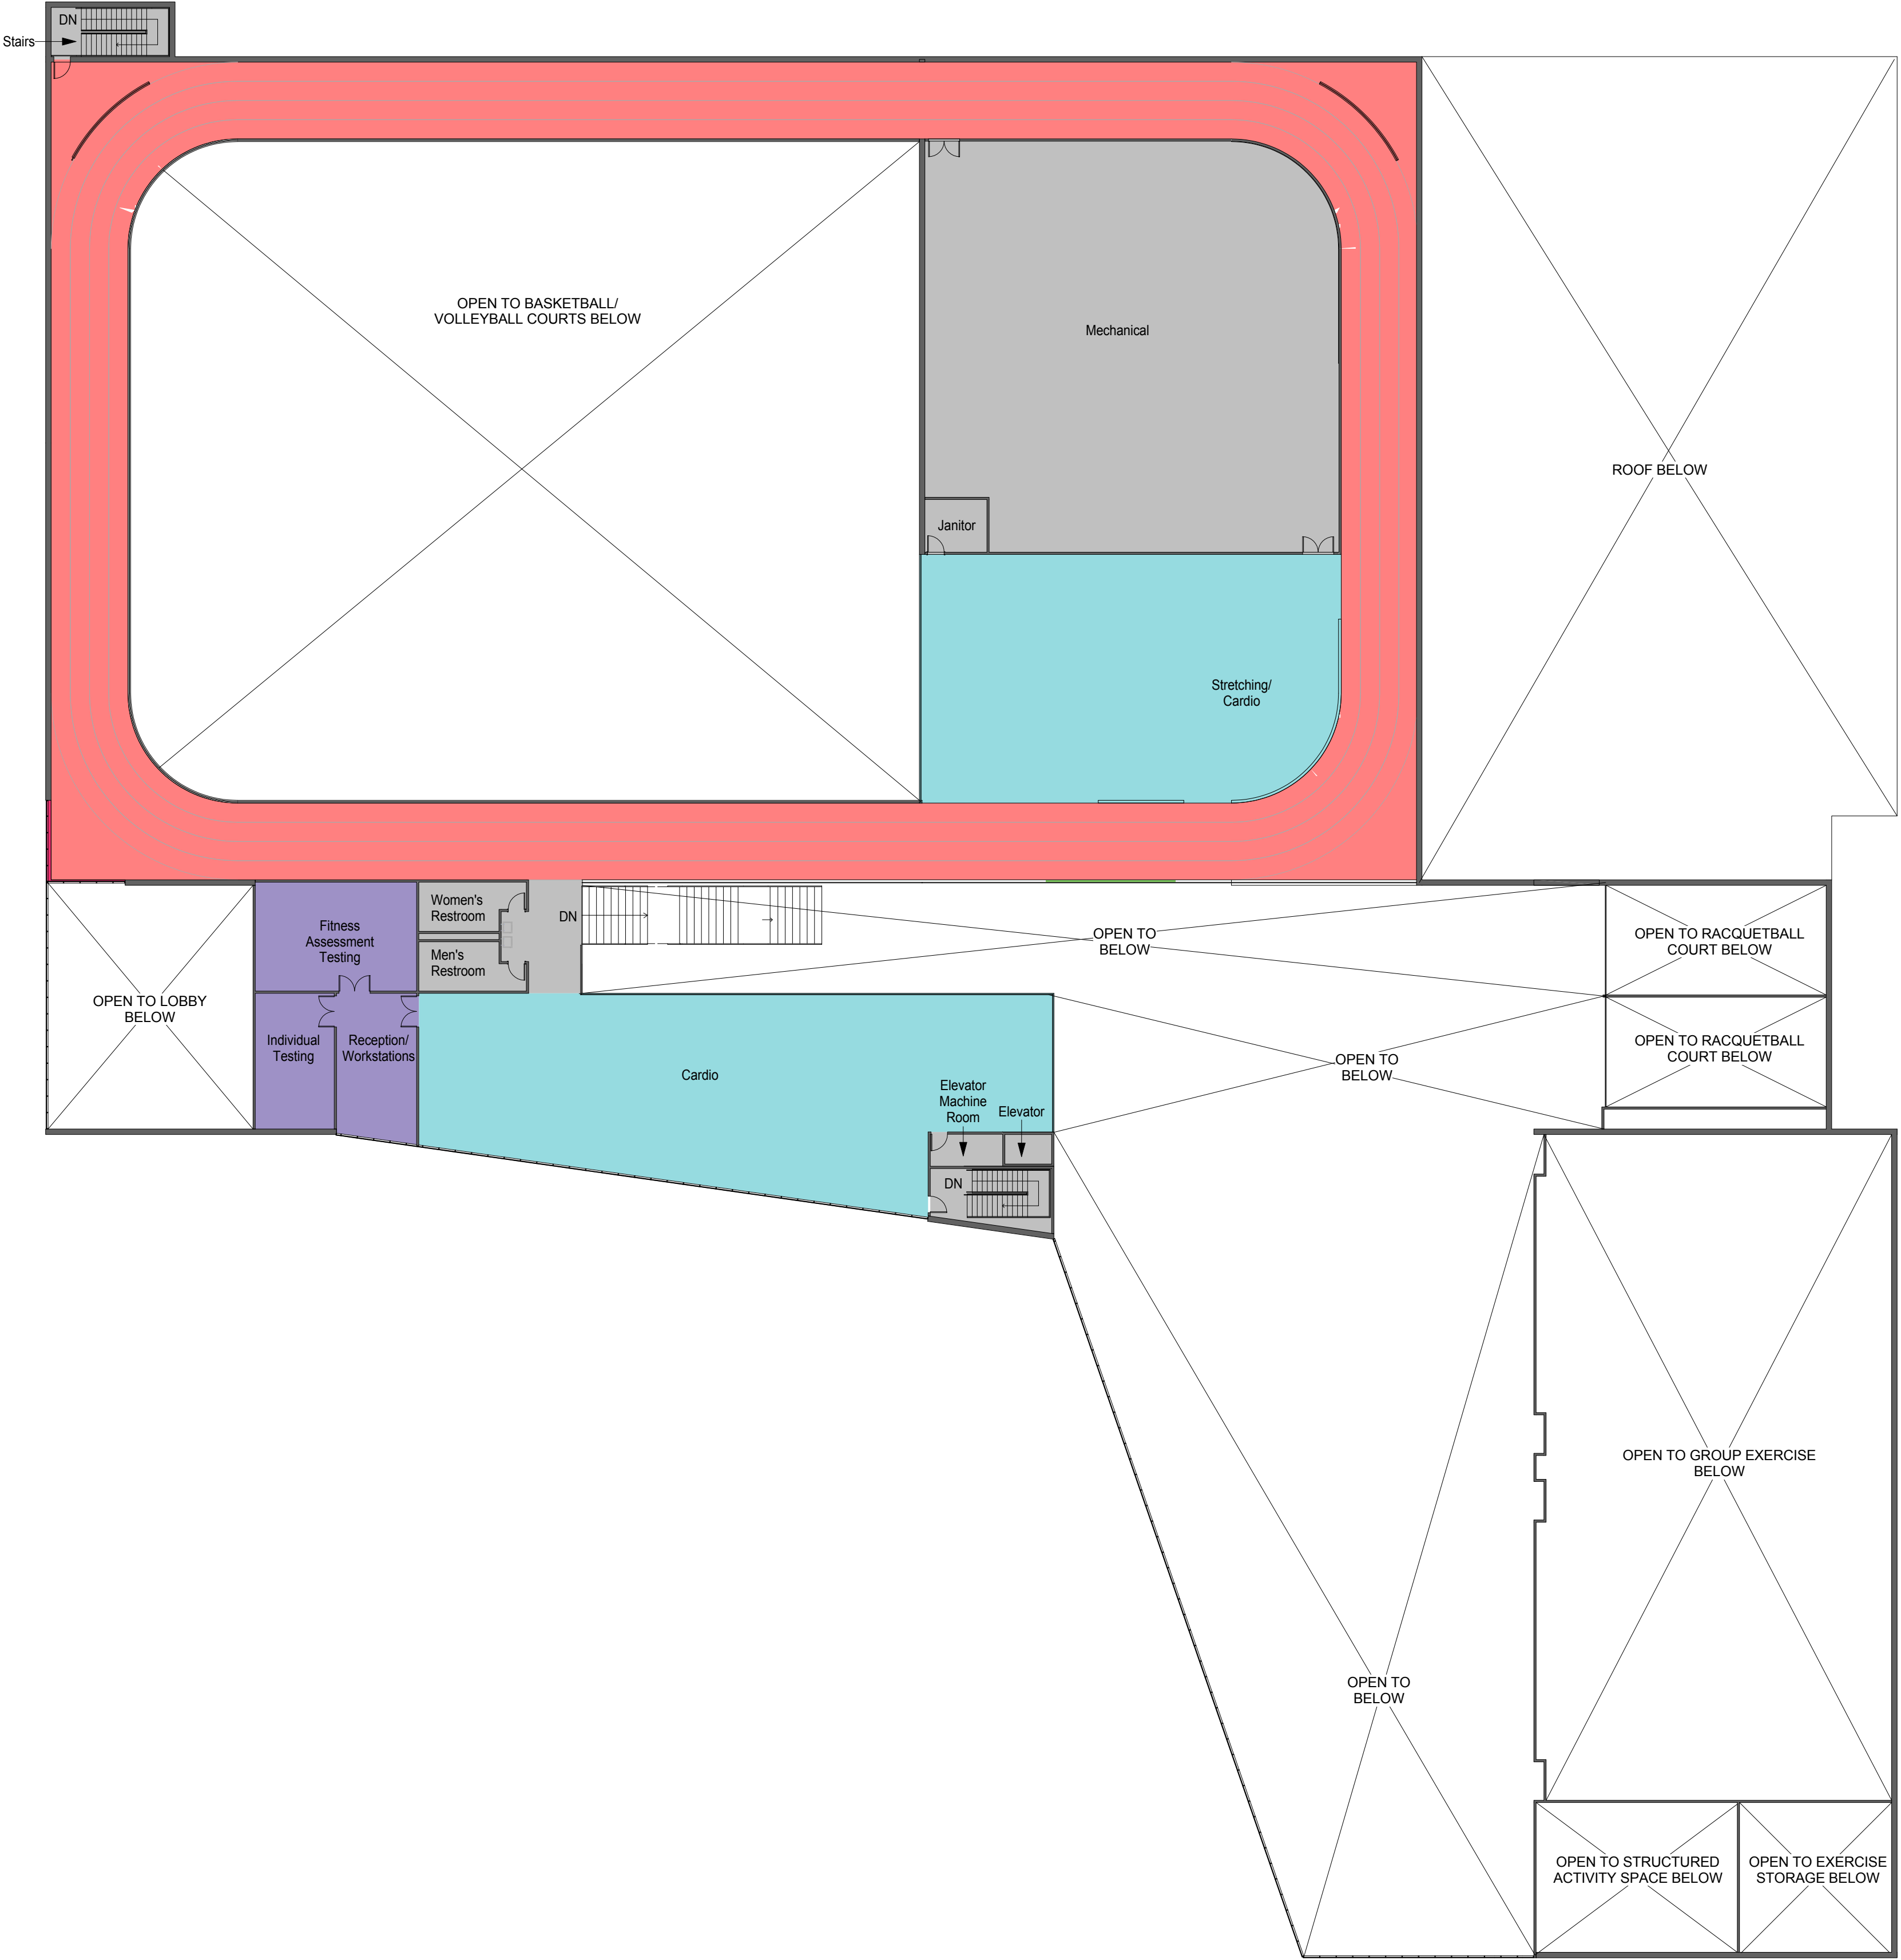 DN
Stairs
OPEN TO BASKETBALL/
VOLLEYBALL COURTS BELOW
Mechanical
ROOF BELOW
Janitor
Stretching/
Cardio
Women's
Restroom
Fitness
Assessment
Testing
DN
Men's
Restroom
OPEN TO
BELOW
OPEN TO RACQUETBALL
COURT BELOW
OPEN TO LOBBY
BELOW
Individual
Testing
Reception/
Workstations
OPEN TO RACQUETBALL
COURT BELOW
OPEN TO
BELOW
Cardio
Elevator
Machine
Room
Elevator
DN
OPEN TO GROUP EXERCISE
BELOW
OPEN TO
BELOW
OPEN TO STRUCTURED
ACTIVITY SPACE BELOW
OPEN TO EXERCISE
STORAGE BELOW